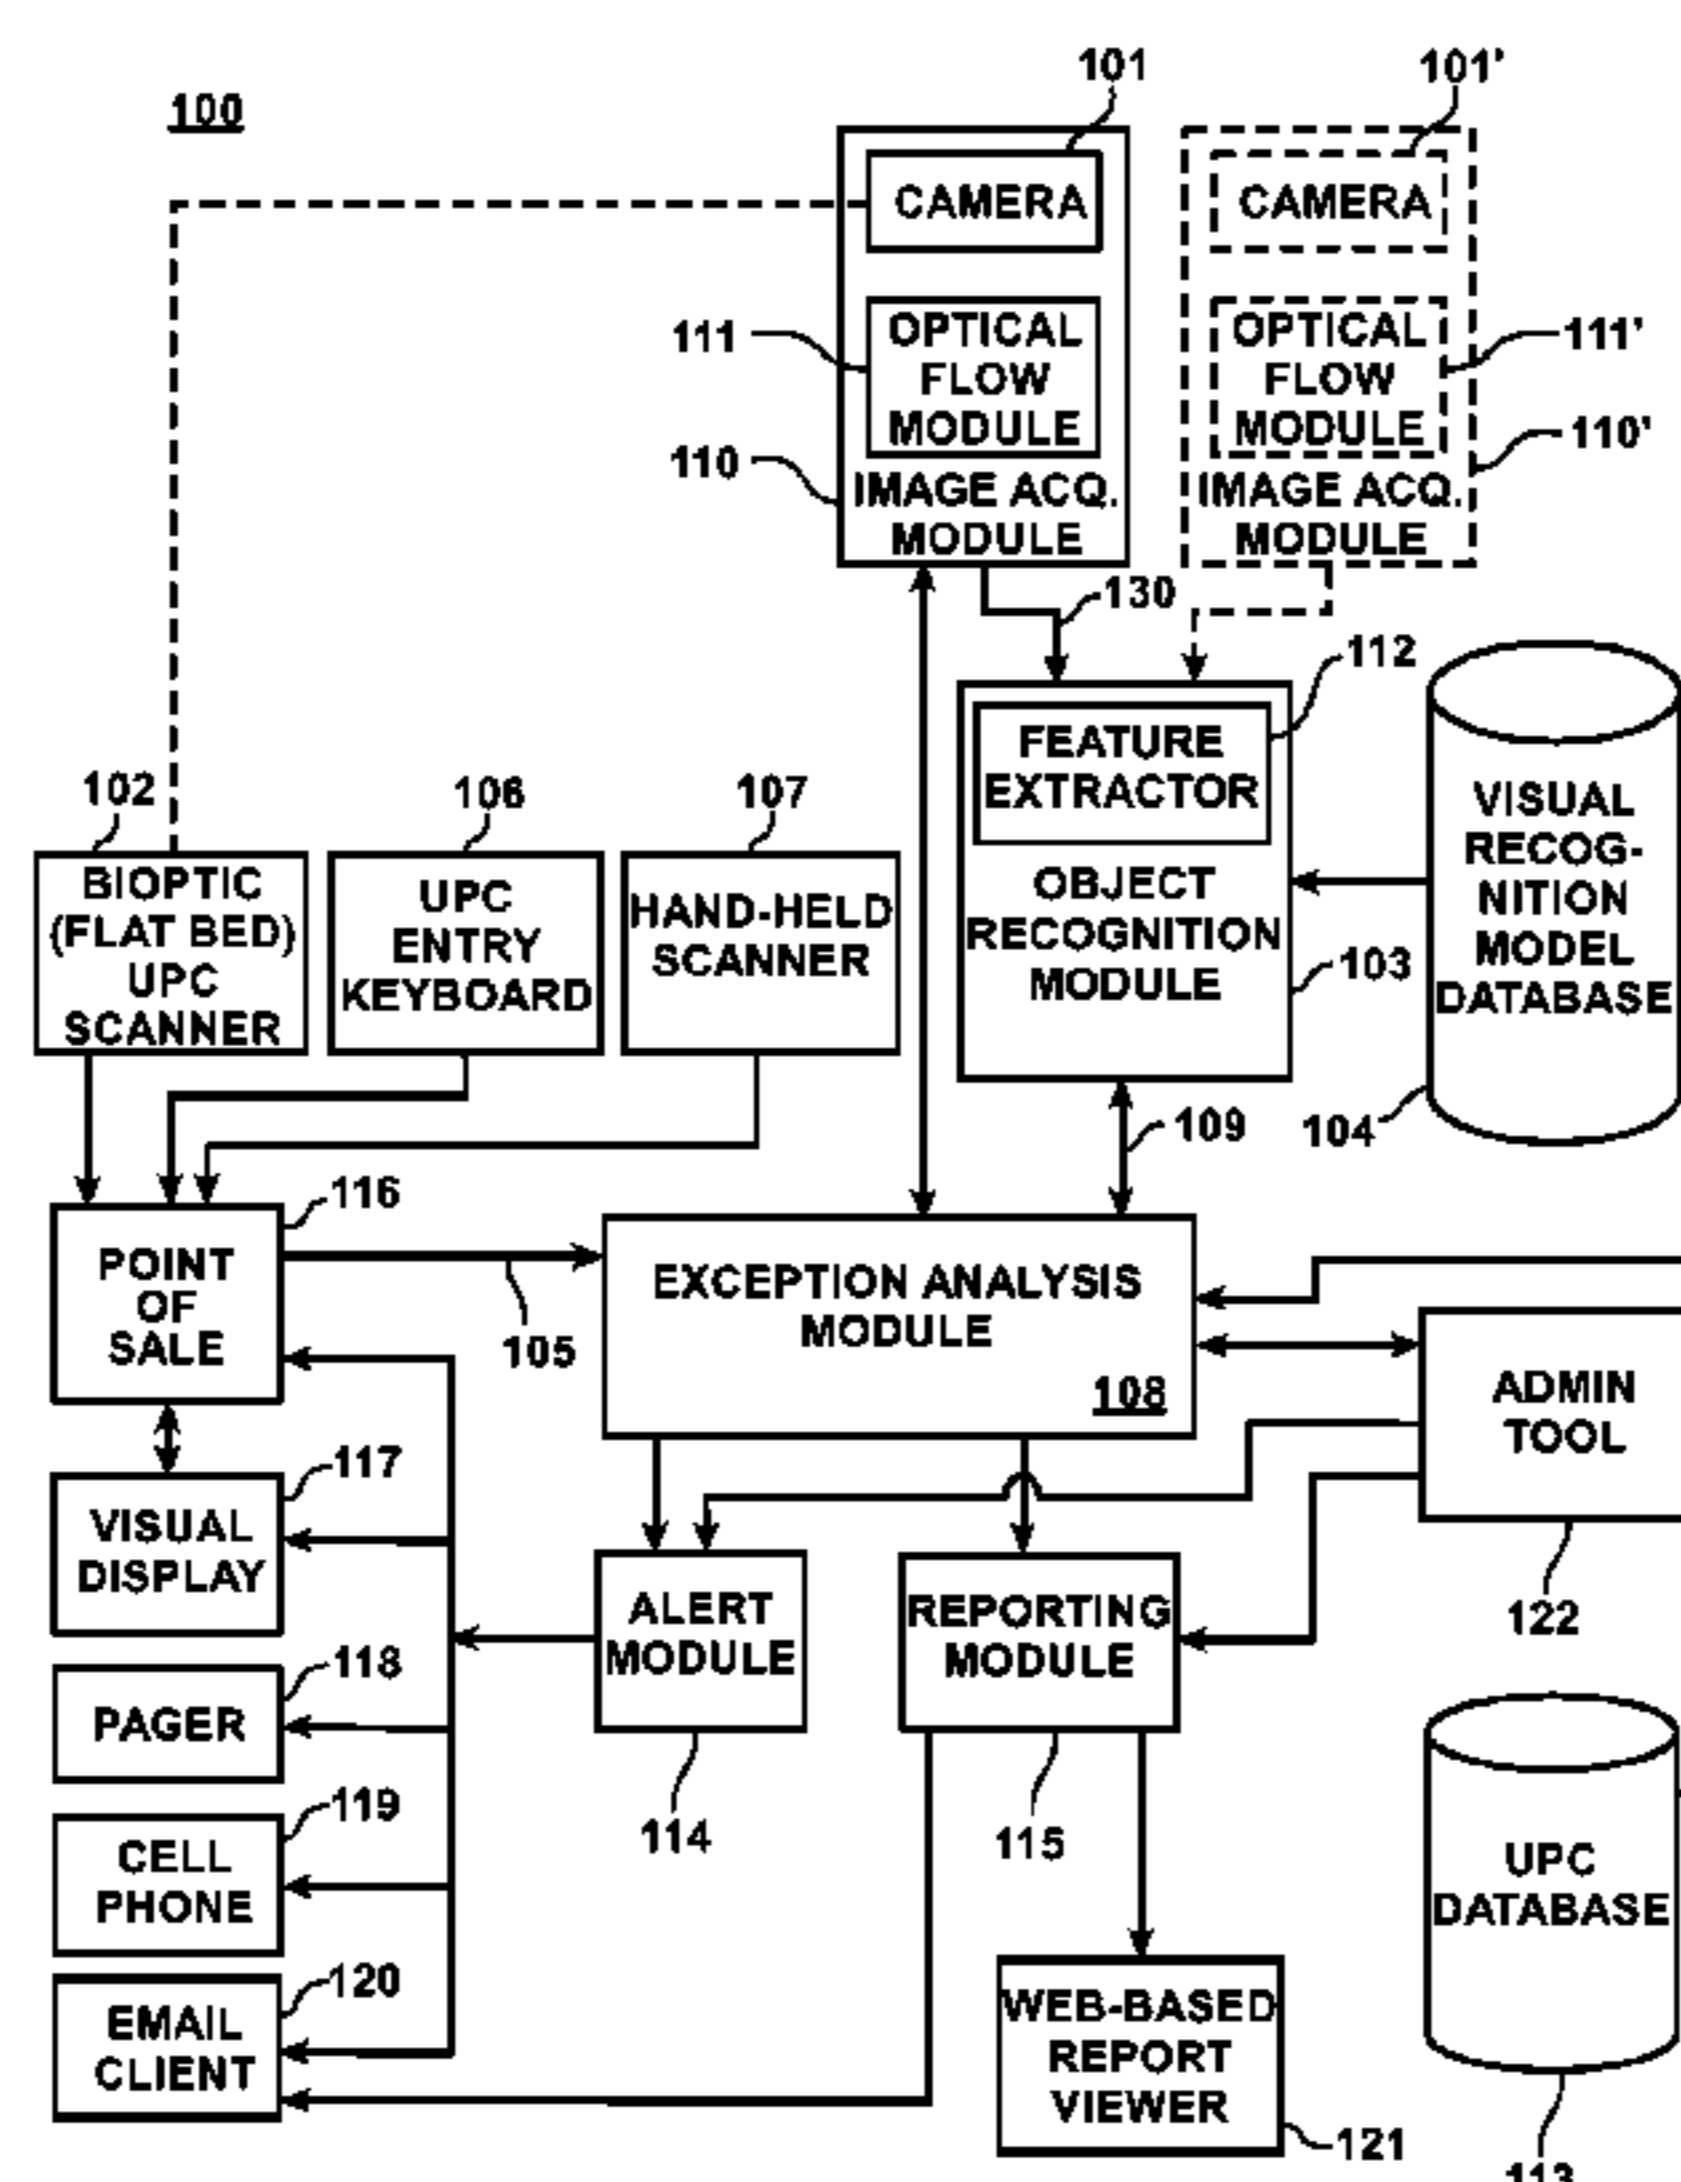 100
101
101'
CAMERA
CAMERA
111
OPTICAL
FLOW
MODULE
OPTICAL
FLOW
MODULE
111'
110
IMAGE ACQ.
MODULE
IMAGE ACQ.
MODULE
110'
130
112
FEATURE
EXTRACTOR
OBJECT
RECOGNITION
MODULE
103
VISUAL
RECOG-
NITION
MODEL
DATABASE
104
102
106
107
BIOPTIC
(FLAT BED)
UPC
SCANNER
UPC
ENTRY
KEYBOARD
HAND-HELD
SCANNER
109
116
POINT
OF
SALE
105
EXCEPTION ANALYSIS
MODULE
108
ADMIN
TOOL
122
117
VISUAL
DISPLAY
118
PAGER
119
CELL
PHONE
120
EMAIL
CLIENT
ALERT
MODULE
114
REPORTING
MODULE
115
UPC
DATABASE
113
WEB-BASED
REPORT
VIEWER
121